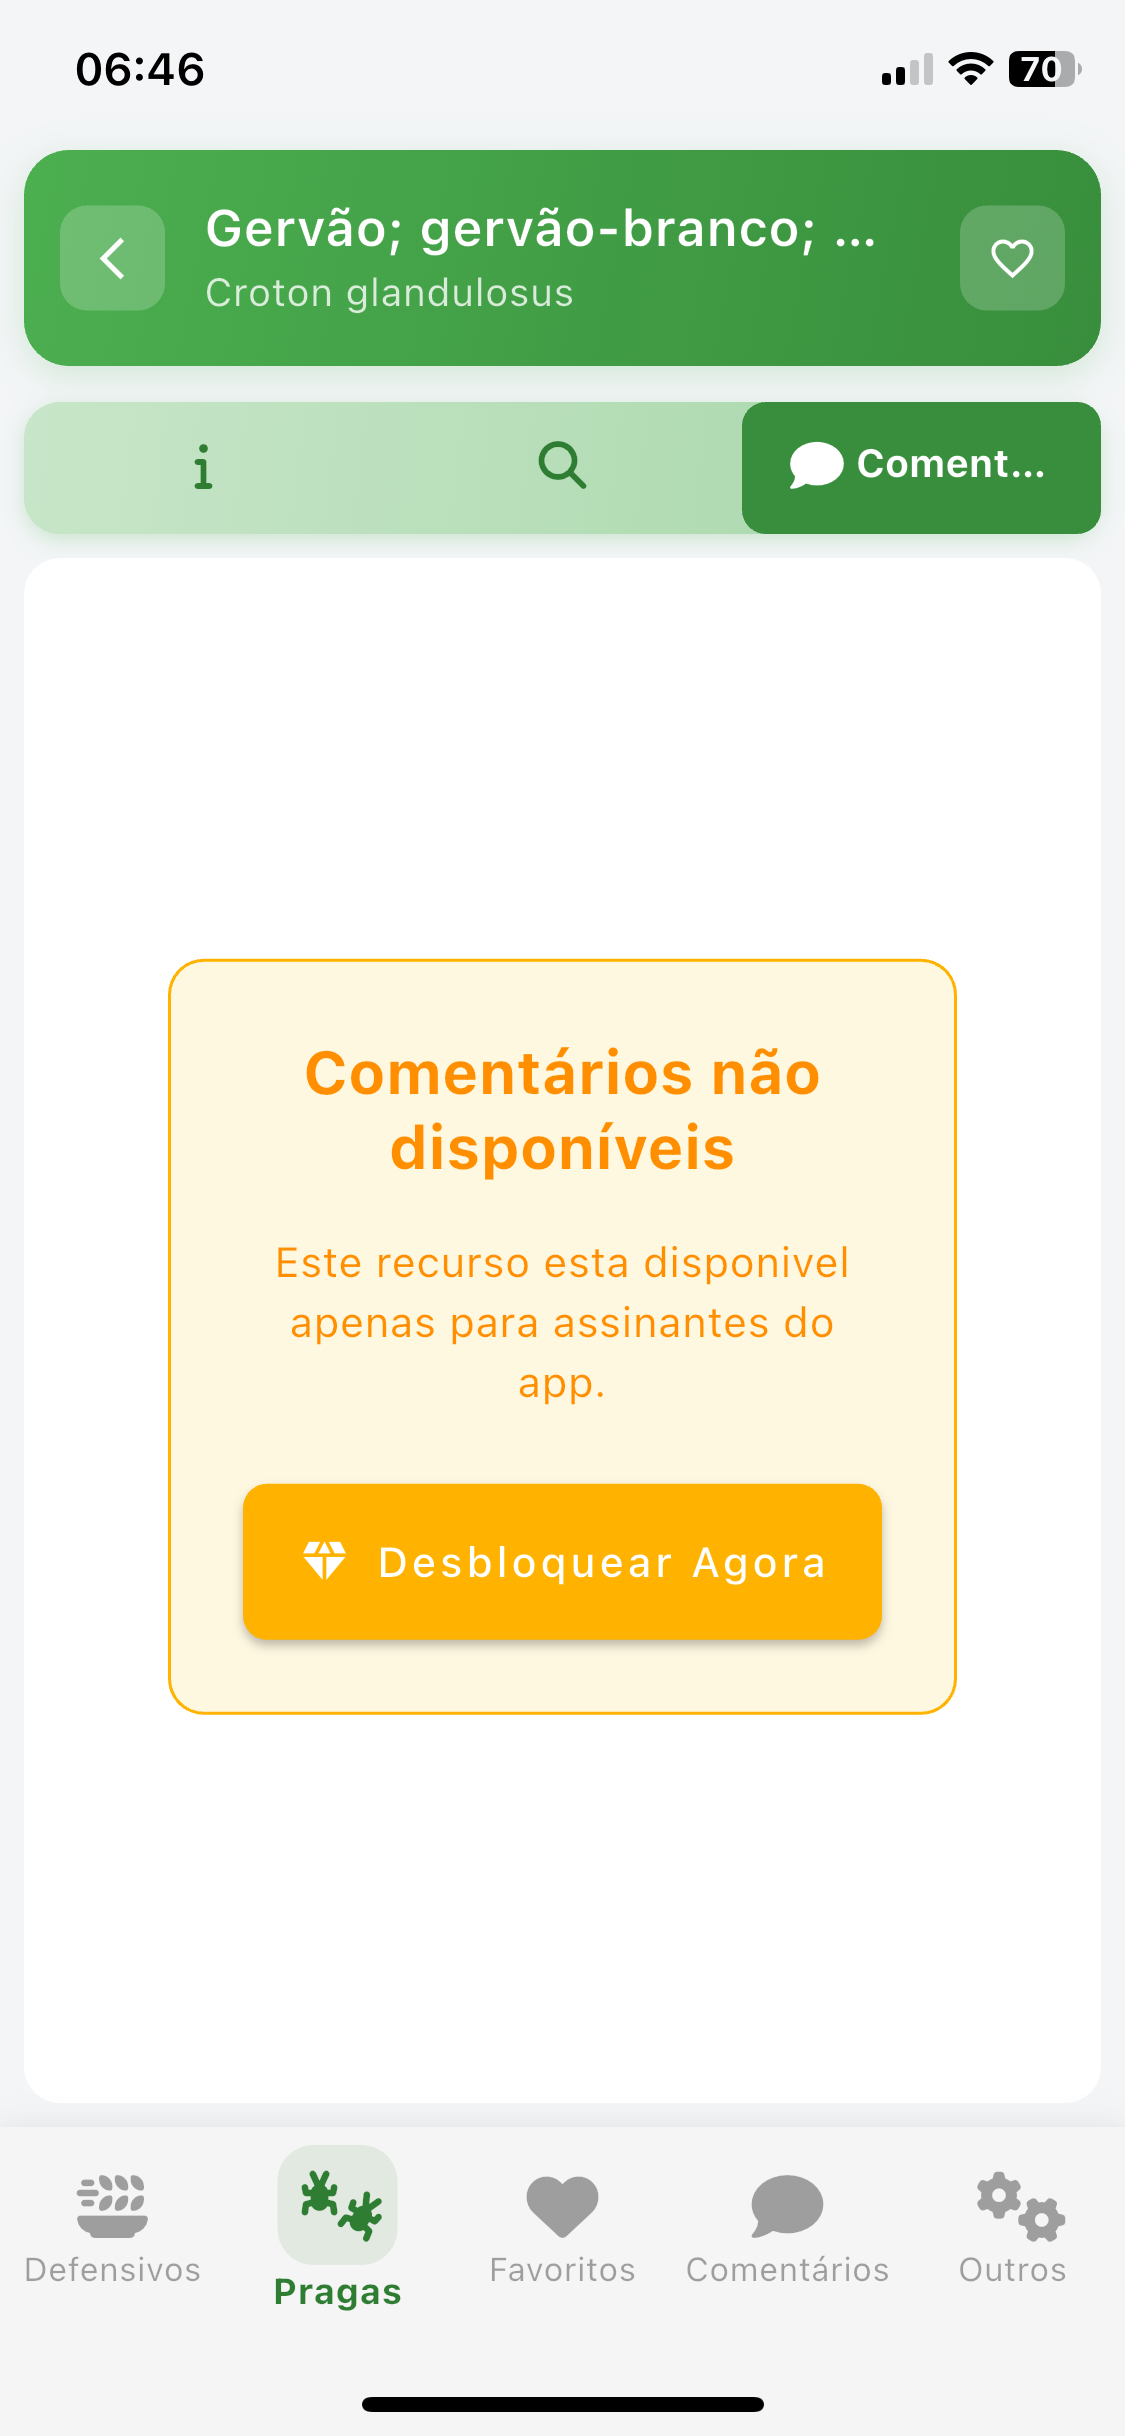 06:46
70
Gervão; gervão-branco; ...
Croton glandulosus
Coment...
Comentários não
disponíveis
Este recurso esta disponivel
apenas para assinantes do
app.
Desbloquear Agora
Defensivos
Pragas
Favoritos
Comentários
Outros